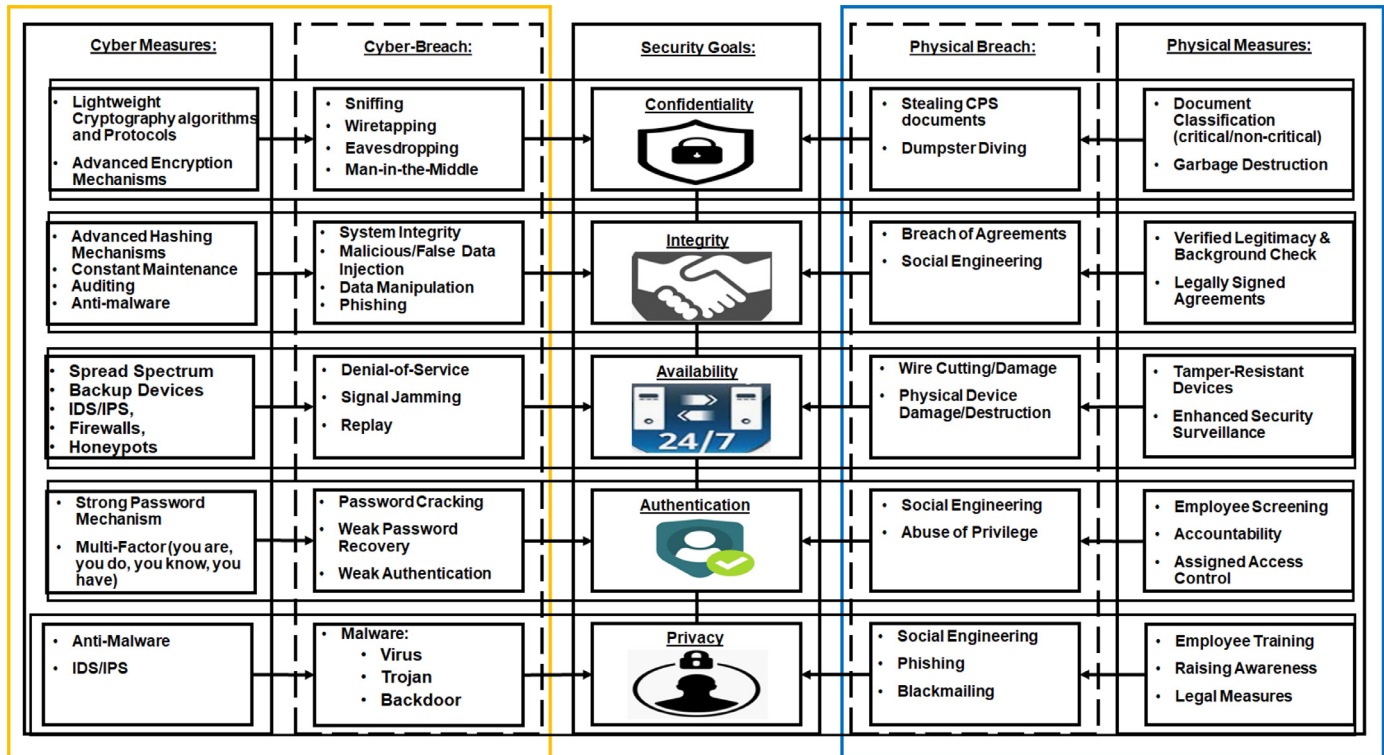 Cyber Measures:
Cyber-Breach:
Security Goals:
Physical Breach:
Physical Measures:
• Lightweight
Cryptography algorithms
and Protocols
• Advanced Encryption
Mechanisms
• Sniffing
• Wiretapping
• Eavesdropping
• Man-in-the-Middle
Confidentiality
• Stealing CPS
documents
• Dumpster Diving
• Document
Classification
(critical/non-critical)
• Garbage Destruction
• Advanced Hashing
Mechanisms
• Constant Maintenance
• Auditing
• Anti-malware
• System Integrity
• Malicious/False Data
Injection
• Data Manipulation
• Phishing
Integrity
• Breach of Agreements
• Social Engineering
• Verified Legitimacy &
Background Check
• Legally Signed
Agreements
• Spread Spectrum
• Backup Devices
• IDS/IPS,
• Firewalls,
• Honeypots
• Denial-of-Service
• Signal Jamming
• Replay
Availability
24/7
• Wire Cutting/Damage
• Physical Device
Damage/Destruction
• Tamper-Resistant
Devices
• Enhanced Security
Surveillance
• Strong Password
Mechanism
• Multi-Factor (you are,
you do, you know, you
have)
• Password Cracking
• Weak Password
Recovery
• Weak Authentication
Authentication
• Social Engineering
• Abuse of Privilege
• Employee Screening
• Accountability
• Assigned Access
Control
• Anti-Malware
• IDS/IPS
• Malware:
• Virus
• Trojan
• Backdoor
Privacy
• Social Engineering
• Phishing
• Blackmailing
• Employee Training
• Raising Awareness
• Legal Measures